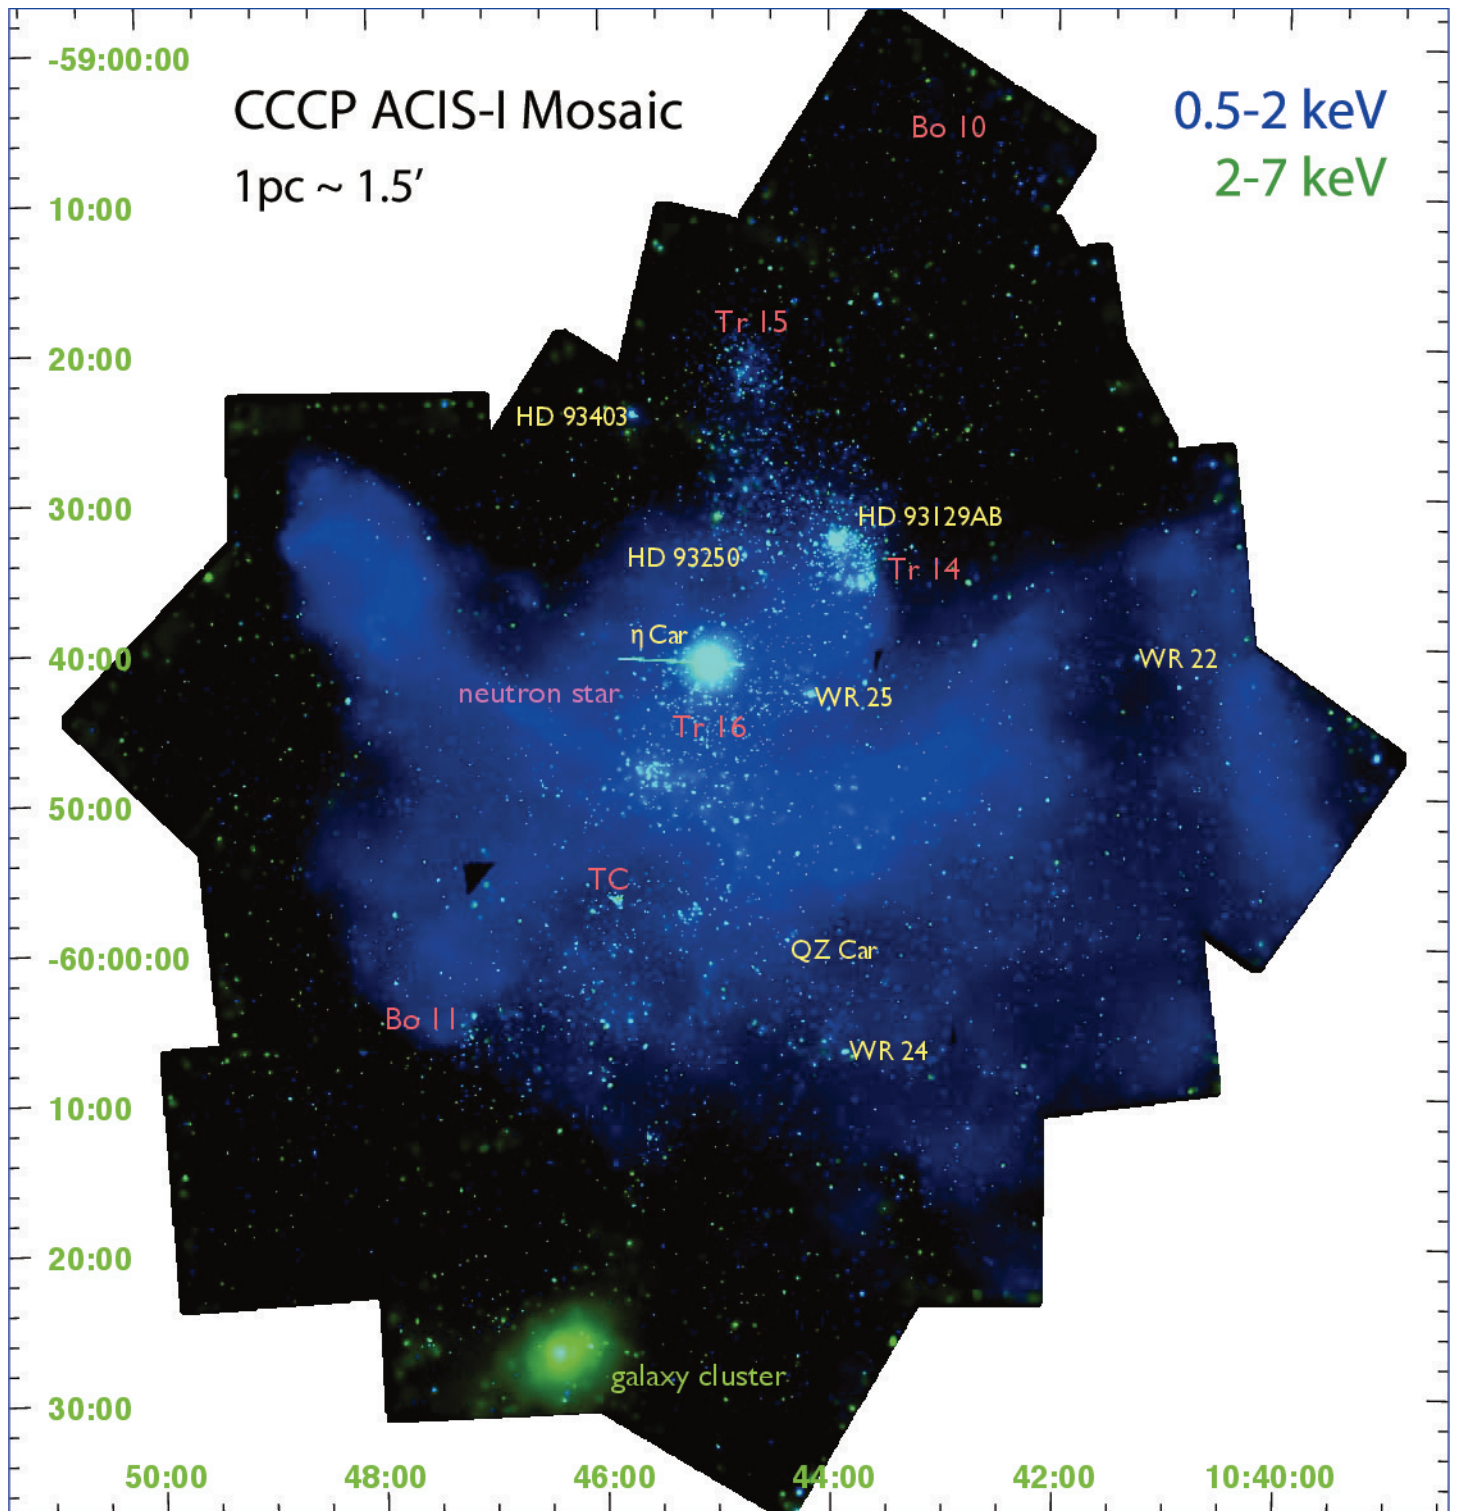 -59:00:00
CCCP ACIS-I Mosaic
0.5-2 keV
Bo 10
1pc ~ 1.5′
2-7 keV
10:00
Tr 15
20:00
HD 93403
30:00
HD 93129AB
HD 93250
Tr 14
η Car
40:00
WR 22
neutron star
WR 25
Tr 16
50:00
TC
QZ Car
-60:00:00
Bo 11
WR 24
10:00
20:00
galaxy cluster
30:00
50:00
48:00
46:00
44:00
42:00
10:40:00